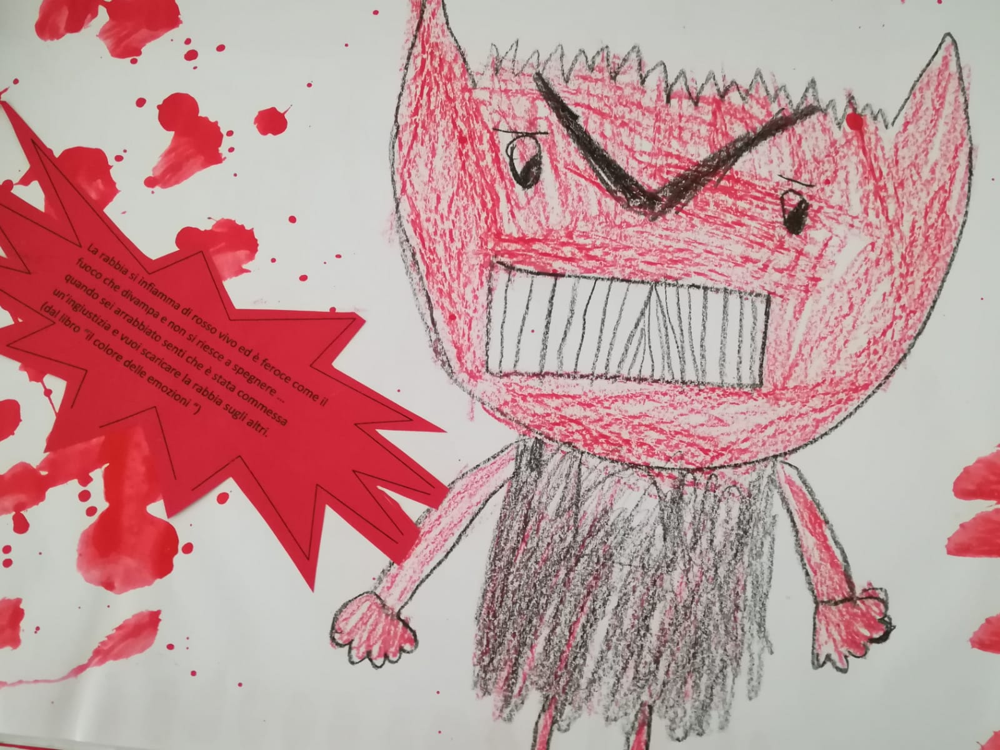 La rabbia si infiamma di rosso vivo ed è feroce come il
fuoco che divampa e non si riesce a spegnere ...
quando sei arrabbiato senti che è stata commessa
un'ingiustizia e vuoi scaricare la rabbia sugli altri.
(dal libro "il colore delle emozioni ")